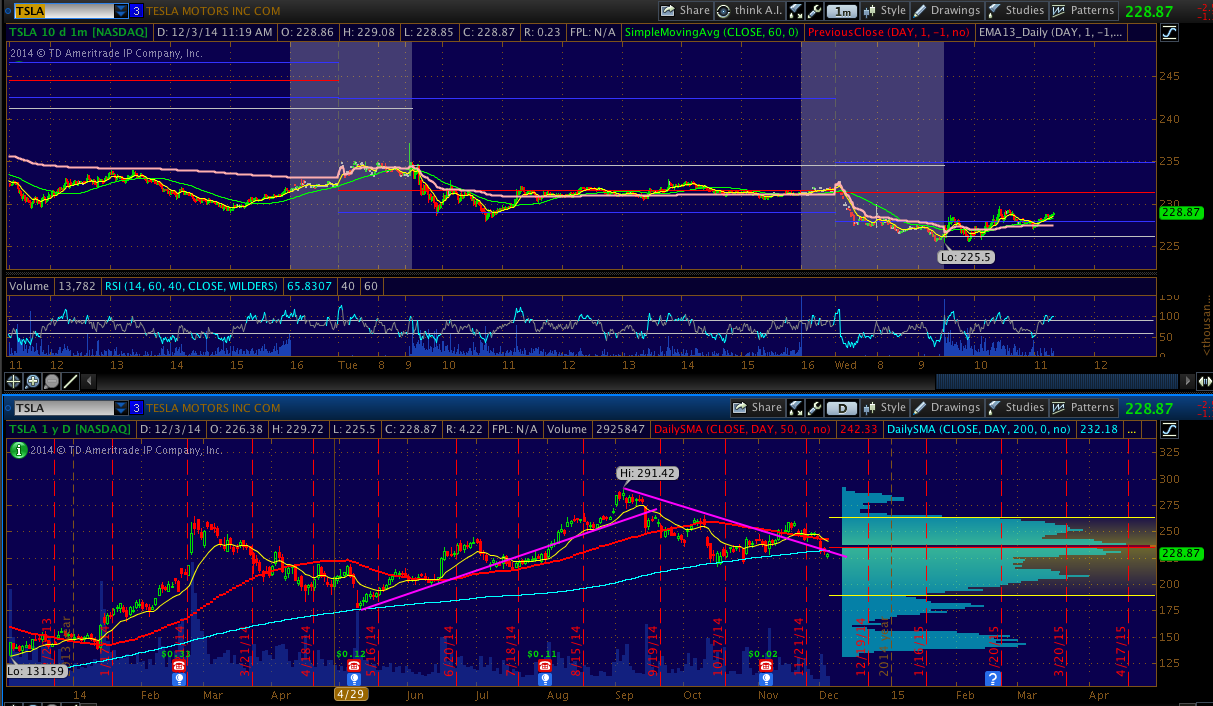 TSLA 3 TESLA MOTORS INC COM Share think A.I. 1m Style Drawings Studies Patterns 228.87
TSLA 10 d 1m [NASDAQ] D: 12/3/14 11:19 AM O: 228.86 H: 229.08 L: 228.85 C: 228.87 R: 0.23 FPL: N/A SimpleMovingAvg (CLOSE, 60, 0) PreviousClose (DAY, 1, -1, no) EMA13_Daily (DAY, 1, -1,...
2014 © TD Ameritrade IP Company, Inc.
245
240
235
230
228.87
225
Lo: 225.5
Volume 13,782 RSI (14, 60, 40, CLOSE, WILDERS) 65.8307 40 60
150
100
50
0
<thousan...
11 12 13 14 15 16 Tue 8 9 10 11 12 13 14 15 16 Wed 8 9 10 11 12
TSLA 3 TESLA MOTORS INC COM Share D Style Drawings Studies Patterns 228.87
TSLA 1 y D [NASDAQ] D: 12/3/14 O: 226.38 H: 229.72 L: 225.5 C: 228.87 R: 4.22 FPL: N/A Volume 2925847 DailySMA (CLOSE, DAY, 50, 0, no) 242.33 DailySMA (CLOSE, DAY, 200, 0, no) 232.18 ...
i 2014 © TD Ameritrade IP Company, Inc.
325
300
Hi: 291.42
275
250
228.87
200
175
150
125
3/21/14
4/18/14
5/16/14
6/20/14
7/18/14
8/15/14
9/19/14
10/17/14
11/21/14
12/19/14
2014 year
1/16/15
2/20/15
3/20/15
4/17/15
$0.33
$0.12
$0.11
$0.02
Lo: 131.59
?
14 Feb Mar Apr 4/29 Jun Jul Aug Sep Oct Nov Dec 15 Feb Mar Apr